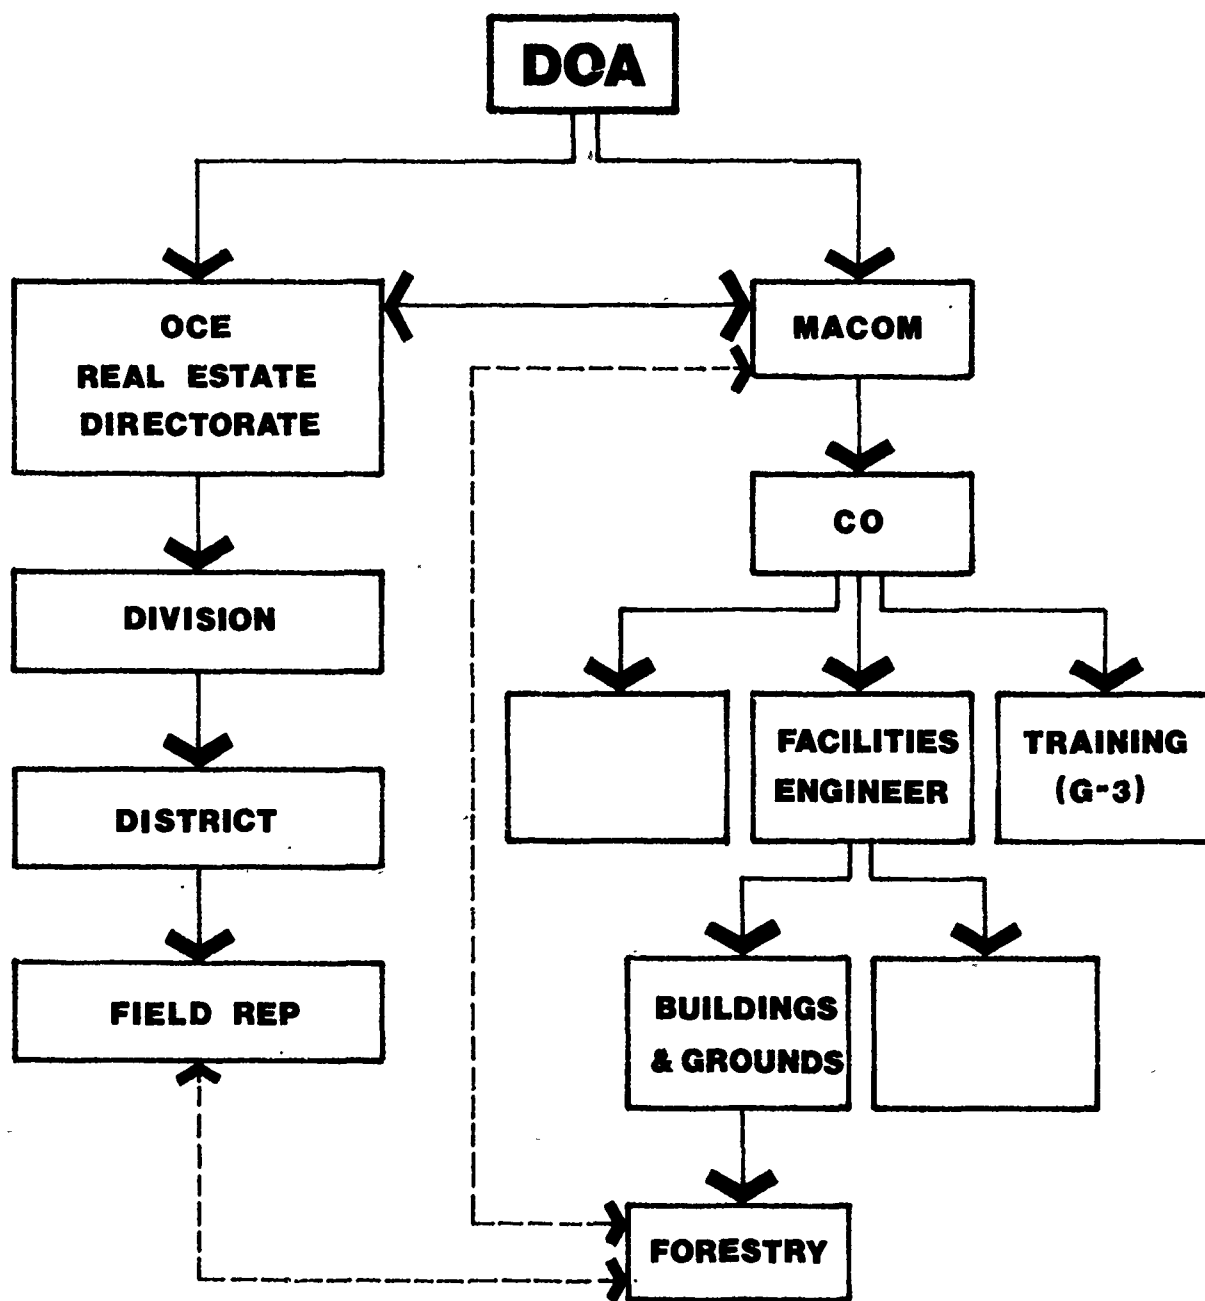 DOA
OCE
REAL ESTATE
DIRECTORATE
MACOM
CO
DIVISION
FACILITIES
ENGINEER
TRAINING
(G-3)
DISTRICT
FIELD REP
BUILDINGS
& GROUNDS
FORESTRY